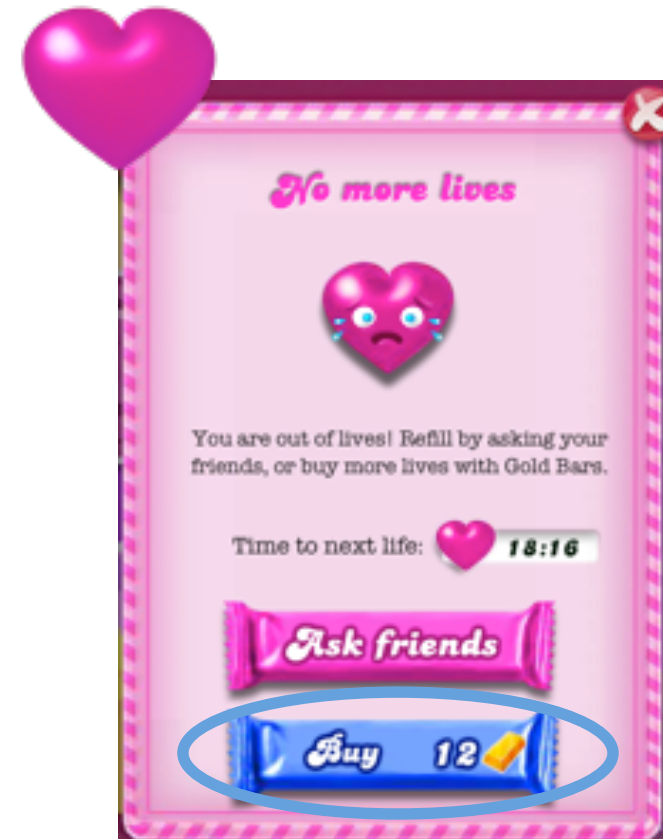 No more lives
You are out of lives! Refill by asking your
friends, or buy more lives with Gold Bars.
Time to next life: 18:16
Ask friends
Buy 12